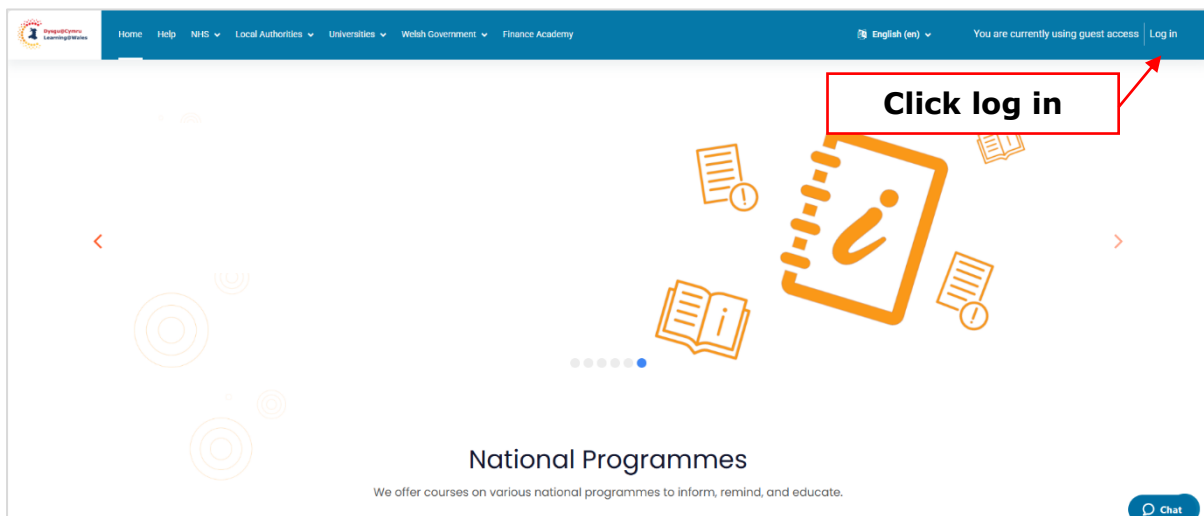 Dysgu@Cymru
Learning@Wales
Home Help NHS Local Authorities Universities Welsh Government Finance Academy English (en) You are currently using guest access Log in
Click log in
i
i
National Programmes
We offer courses on various national programmes to inform, remind, and educate.
Chat